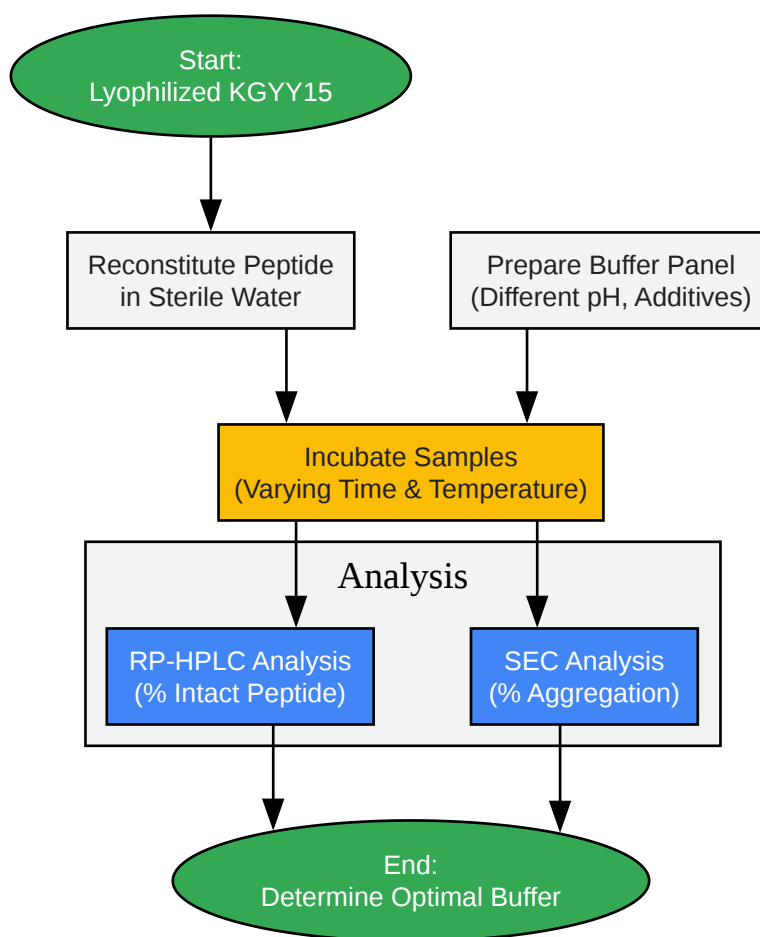 Start:
Lyophilized KGYY15
Reconstitute Peptide
in Sterile Water
Prepare Buffer Panel
(Different pH, Additives)
Incubate Samples
(Varying Time & Temperature)
Analysis
RP-HPLC Analysis
(% Intact Peptide)
SEC Analysis
(% Aggregation)
End:
Determine Optimal Buffer